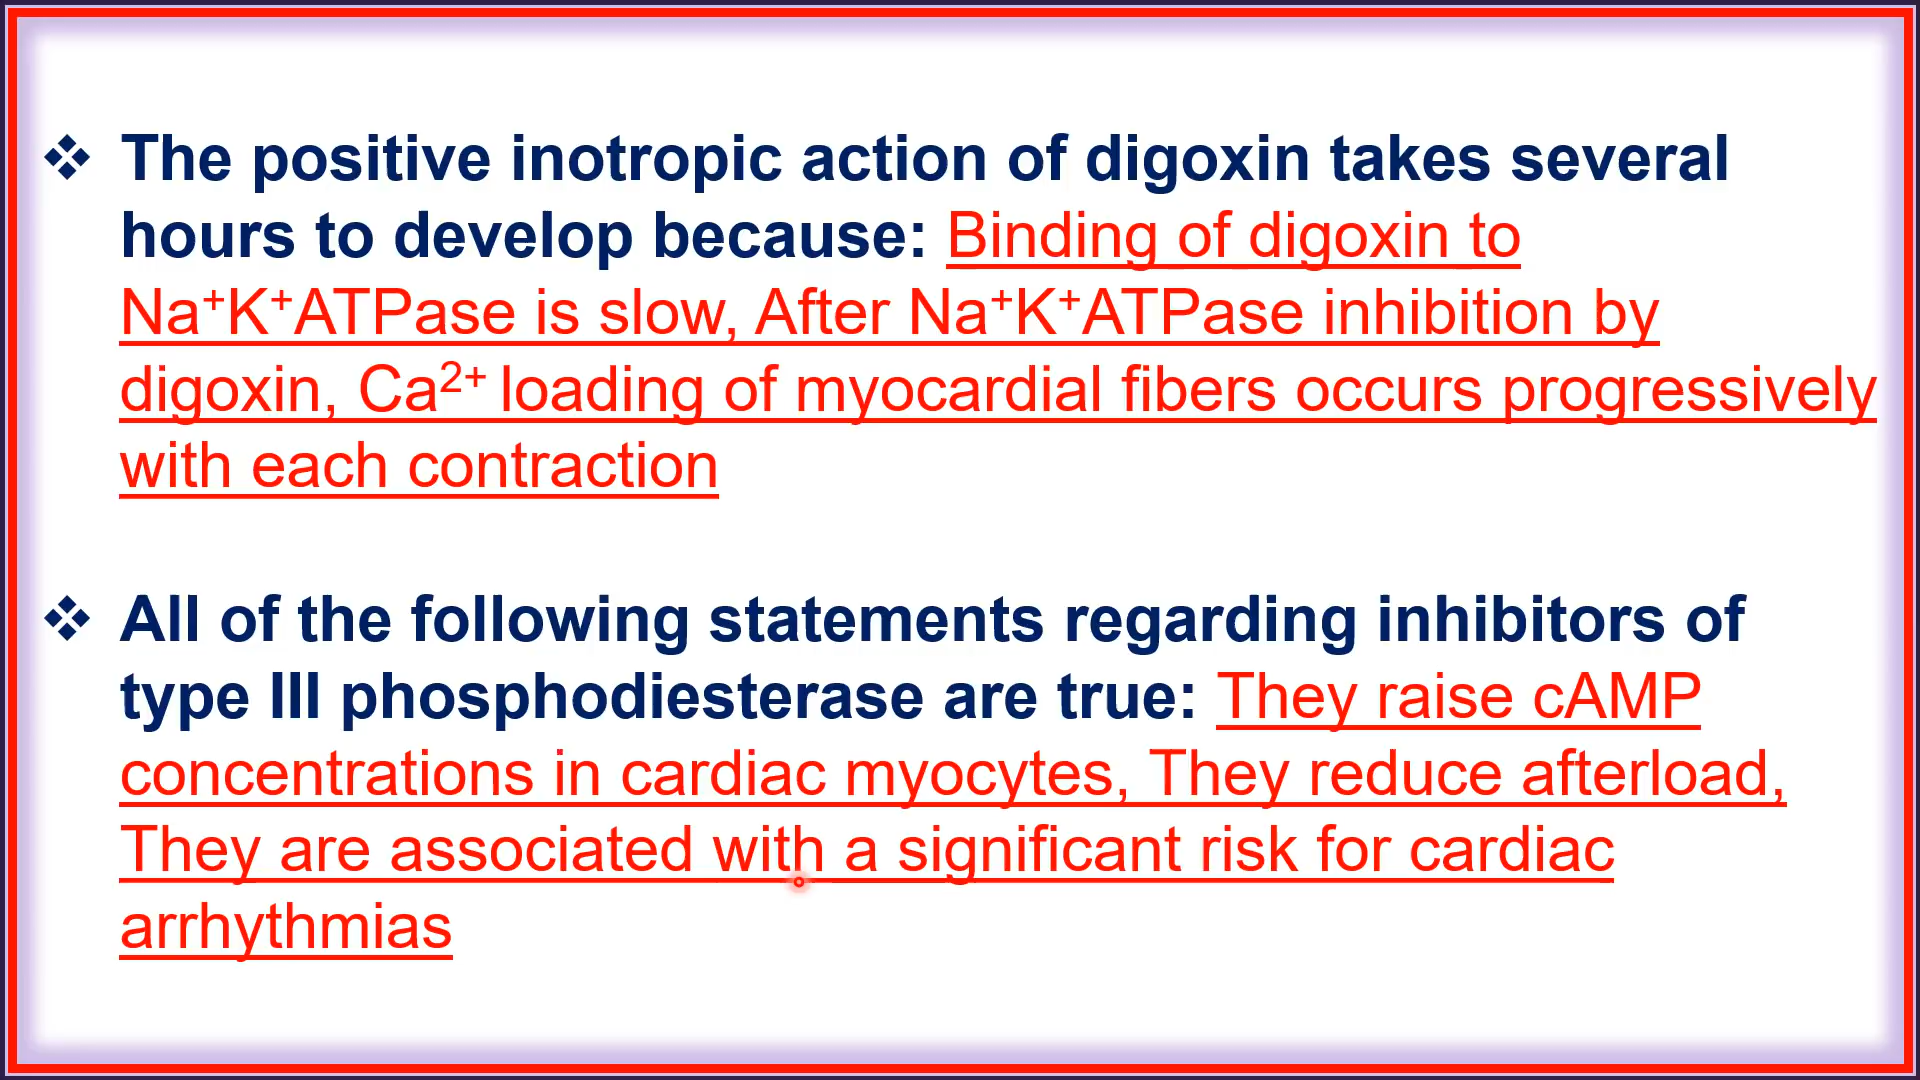 ❖ The positive inotropic action of digoxin takes several
hours to develop because: Binding of digoxin to
Na⁺K⁺ATPase is slow, After Na⁺K⁺ATPase inhibition by
digoxin, Ca²⁺ loading of myocardial fibers occurs progressively
with each contraction
❖ All of the following statements regarding inhibitors of
type III phosphodiesterase are true: They raise cAMP
concentrations in cardiac myocytes, They reduce afterload,
They are associated with a significant risk for cardiac
arrhythmias